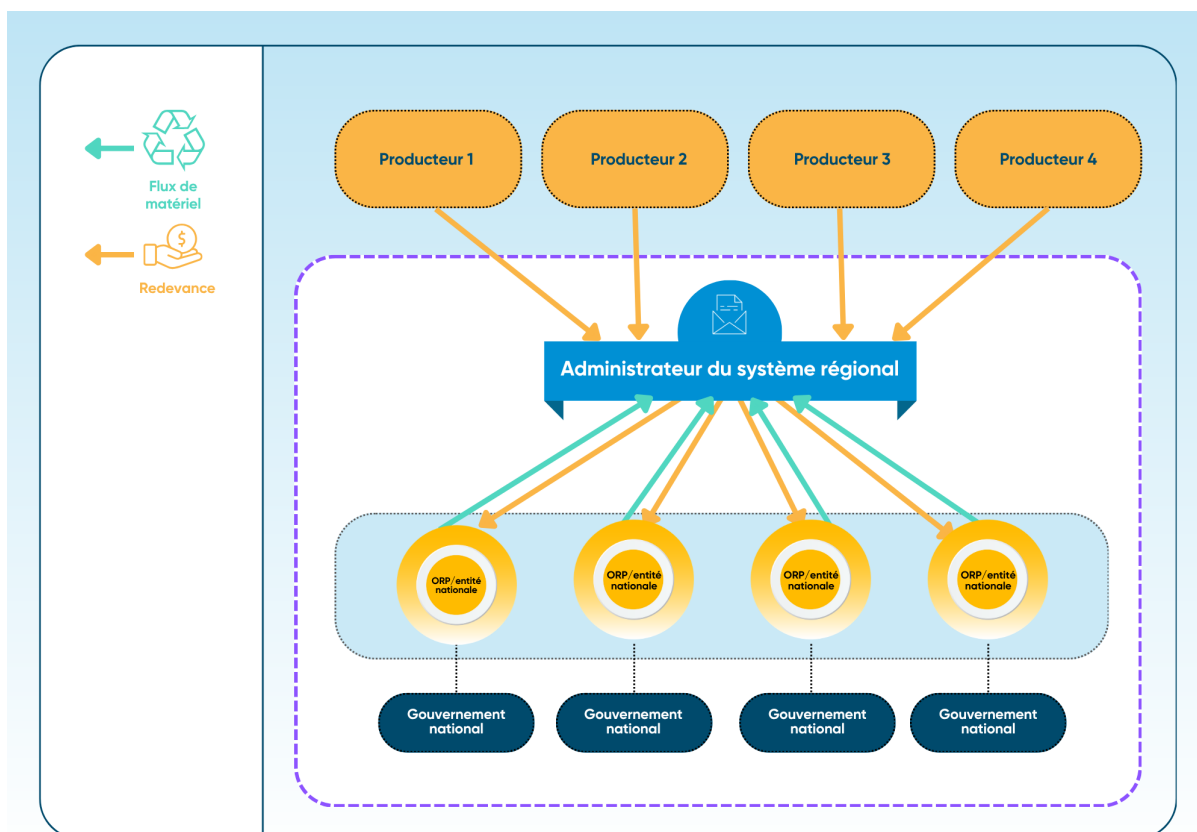 Flux de
matériel
$
Redevance
Producteur 1
Producteur 2
Producteur 3
Producteur 4
Administrateur du système régional
ORP/entité
nationale
ORP/entité
nationale
ORP/entité
nationale
ORP/entité
nationale
Gouvernement
national
Gouvernement
national
Gouvernement
national
Gouvernement
national